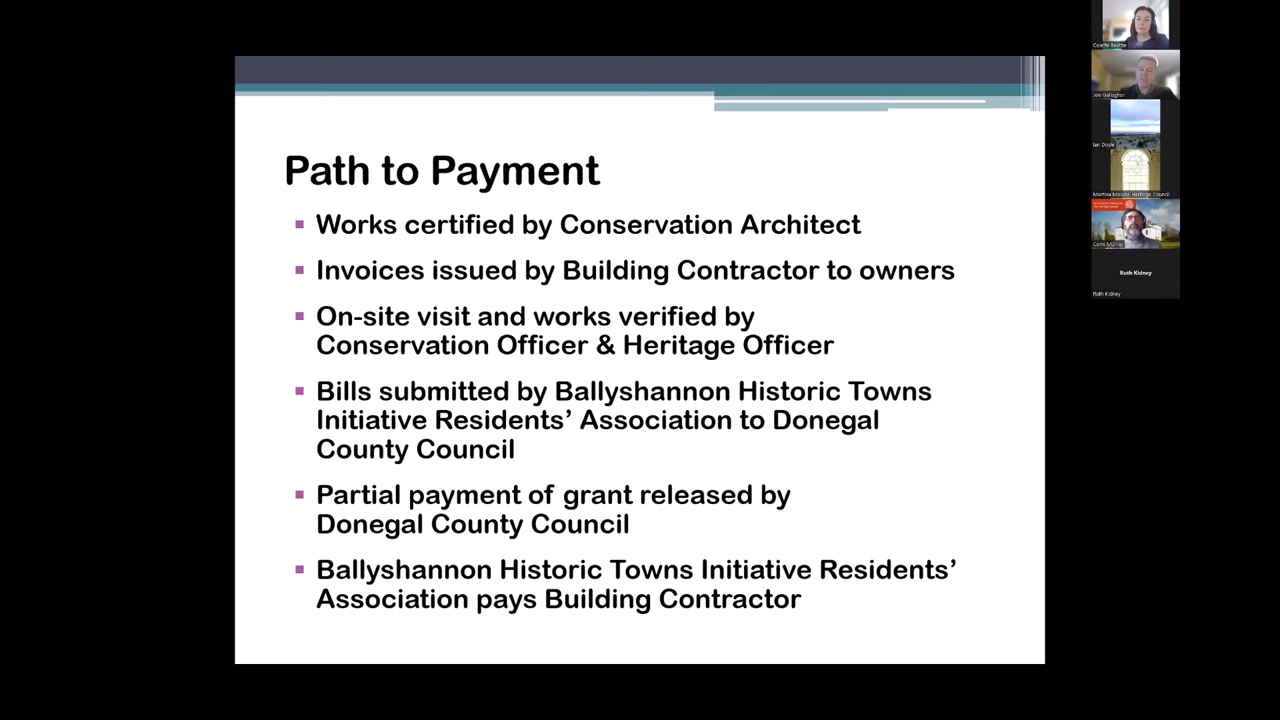 Path to Payment
Works certified by Conservation Architect
Invoices issued by Building Contractor to owners
On-site visit and works verified by
Conservation Officer & Heritage Officer
Bills submitted by Ballyshannon Historic Towns
Initiative Residents’ Association to Donegal
County Council
Partial payment of grant released by
Donegal County Council
Ballyshannon Historic Towns Initiative Residents’
Association pays Building Contractor
Colette Beattie
Joe Gallagher
Ian Doyle
Heritage Council
Colm Murray
Ruth Kidney
Ruth Kidney